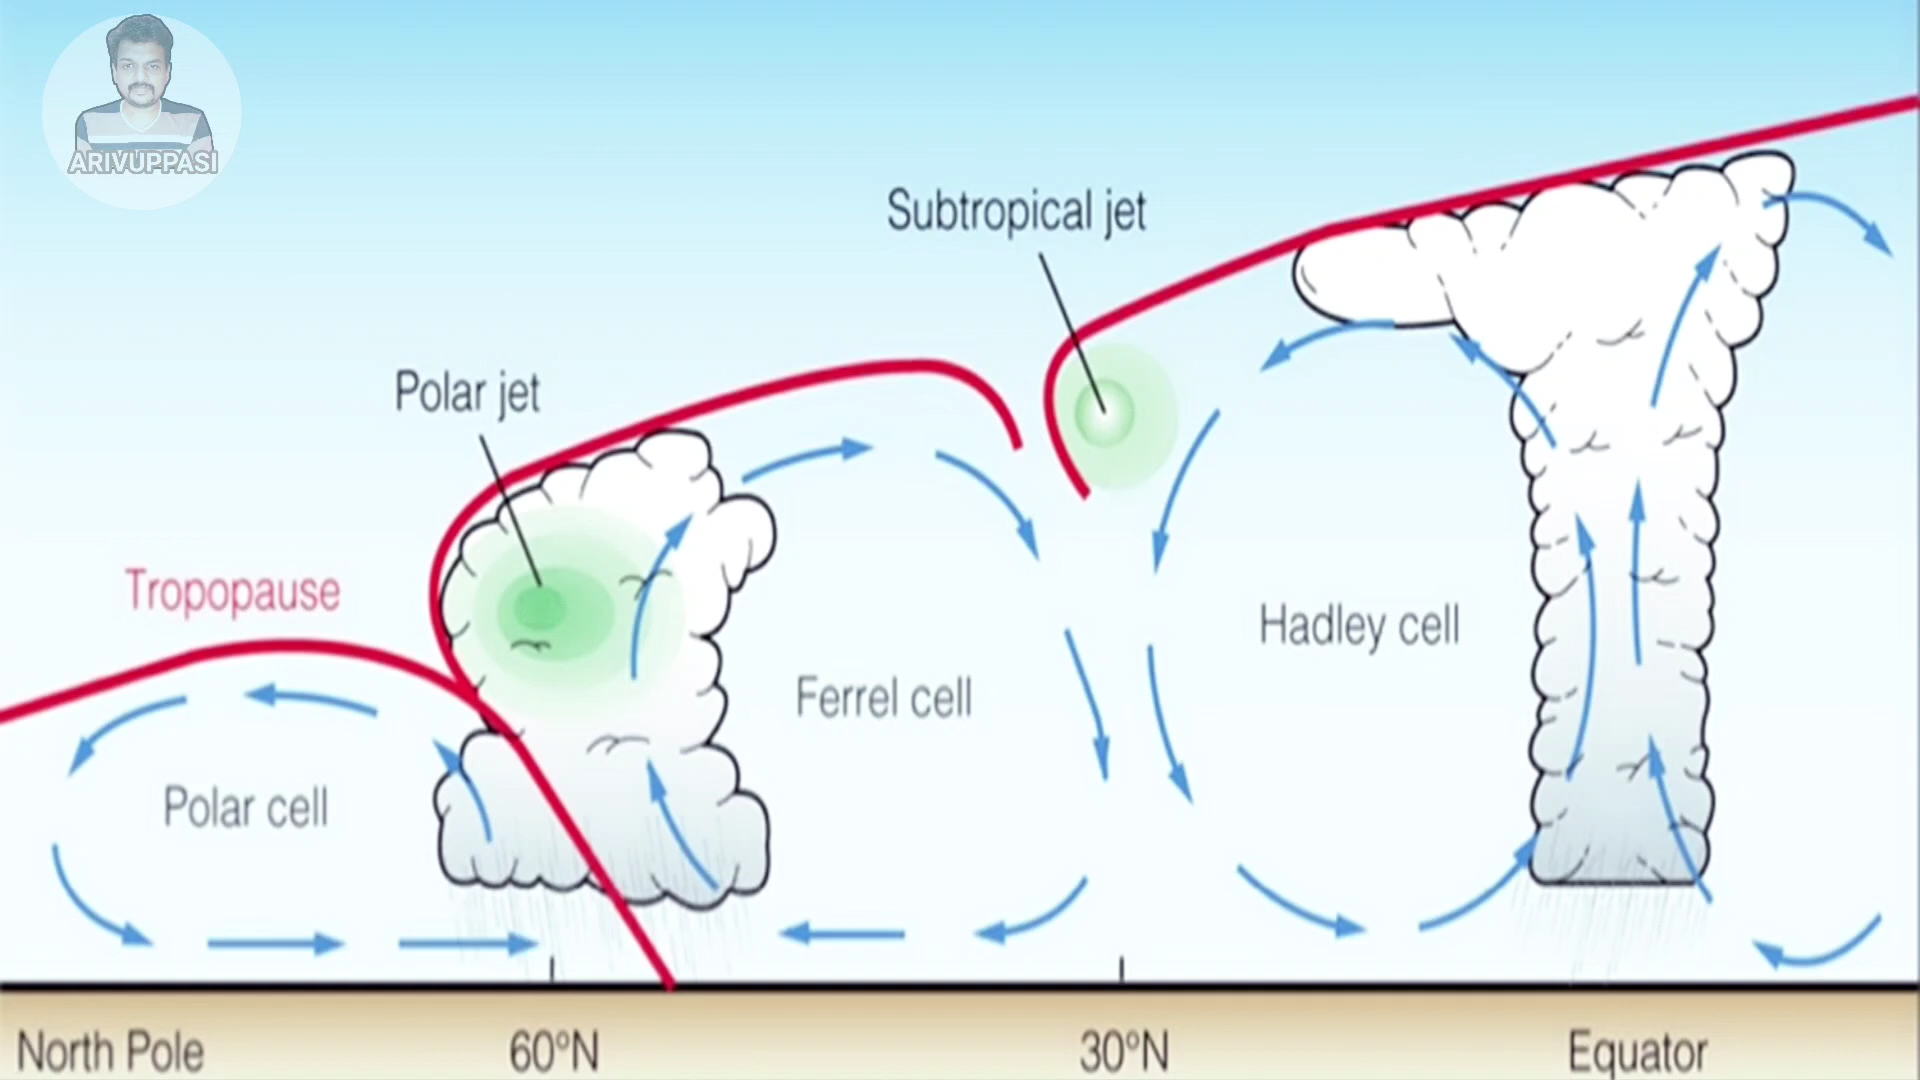 ARIVUPPASI
Subtropical jet
Polar jet
Tropopause
Hadley cell
Ferrel cell
Polar cell
North Pole
60°N
30°N
Equator